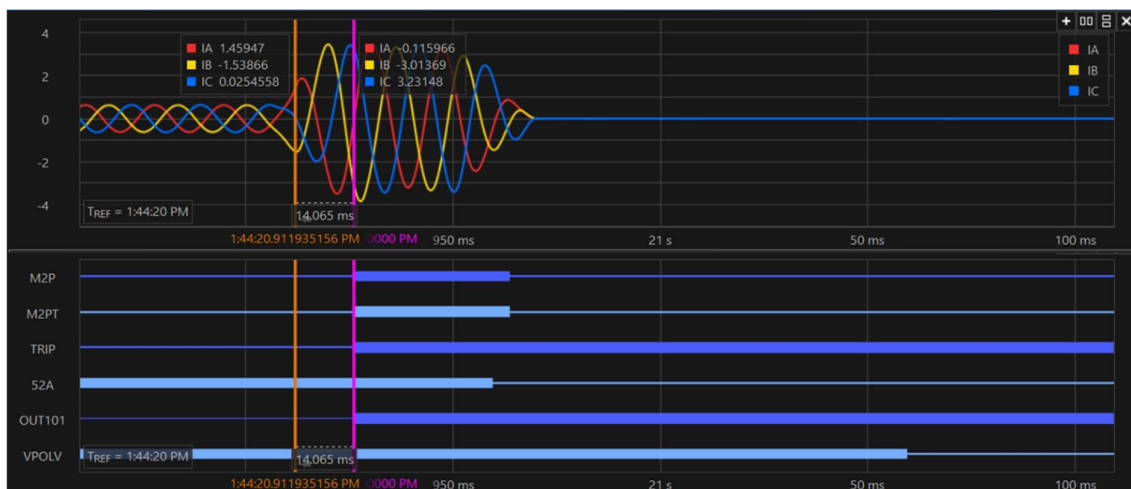 4
2
0
-2
-4
IA 1.45947
IB -1.53866
IC 0.0254558
IA -0.115966
IB -3.01369
IC 3.23148
IA
IB
IC
TREF = 1:44:20 PM
14.065 ms
1:44:20.911935156 PM
0000 PM
950 ms
21 s
50 ms
100 ms
M2P
M2PT
TRIP
52A
OUT101
VPOLV
TREF = 1:44:20 PM
14.065 ms
1:44:20.911935156 PM
0000 PM
950 ms
21 s
50 ms
100 ms